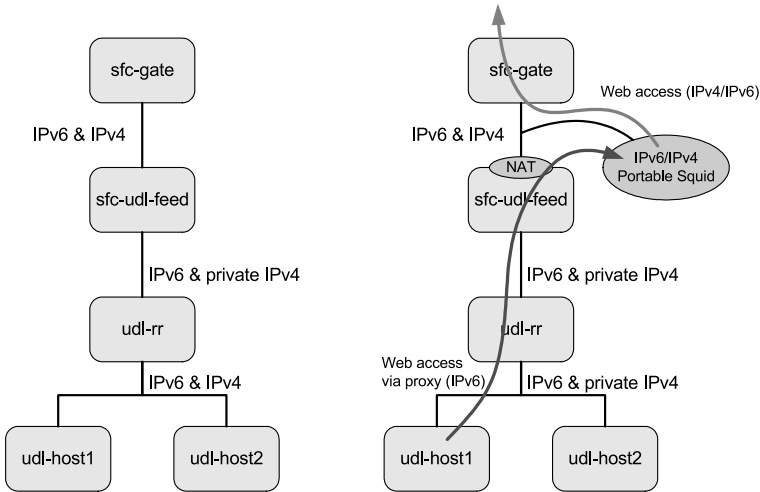 sfc-gate
IPv6 & IPv4
sfc-udl-feed
IPv6 & private IPv4
udl-rr
IPv6 & IPv4
udl-host1
udl-host2
sfc-gate
Web access (IPv4/IPv6)
IPv6 & IPv4
IPv6/IPv4
Portable Squid
NAT
sfc-udl-feed
IPv6 & private IPv4
udl-rr
Web access
via proxy (IPv6)
IPv6 & private IPv4
udl-host1
udl-host2